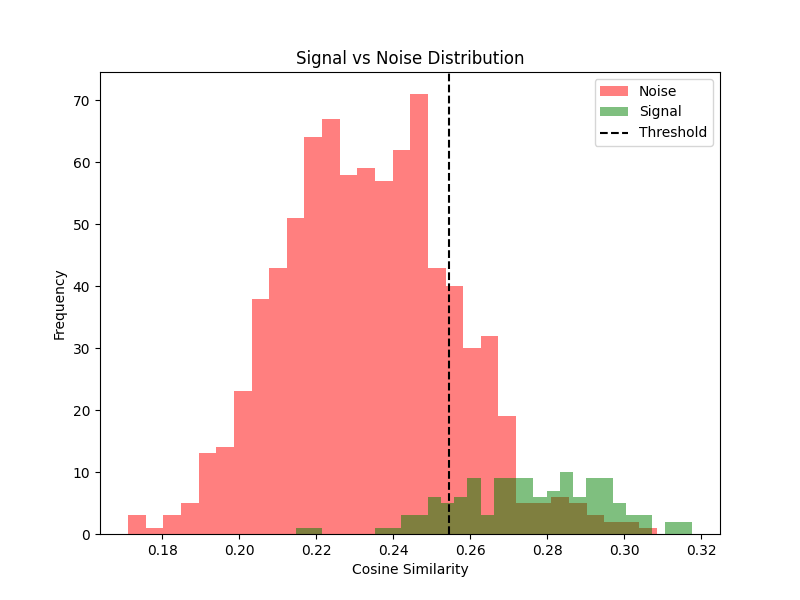 Signal vs Noise Distribution
Noise
Signal
Threshold
Frequency
70
60
50
40
30
20
10
0
0.18 0.20 0.22 0.24 0.26 0.28 0.30 0.32
Cosine Similarity